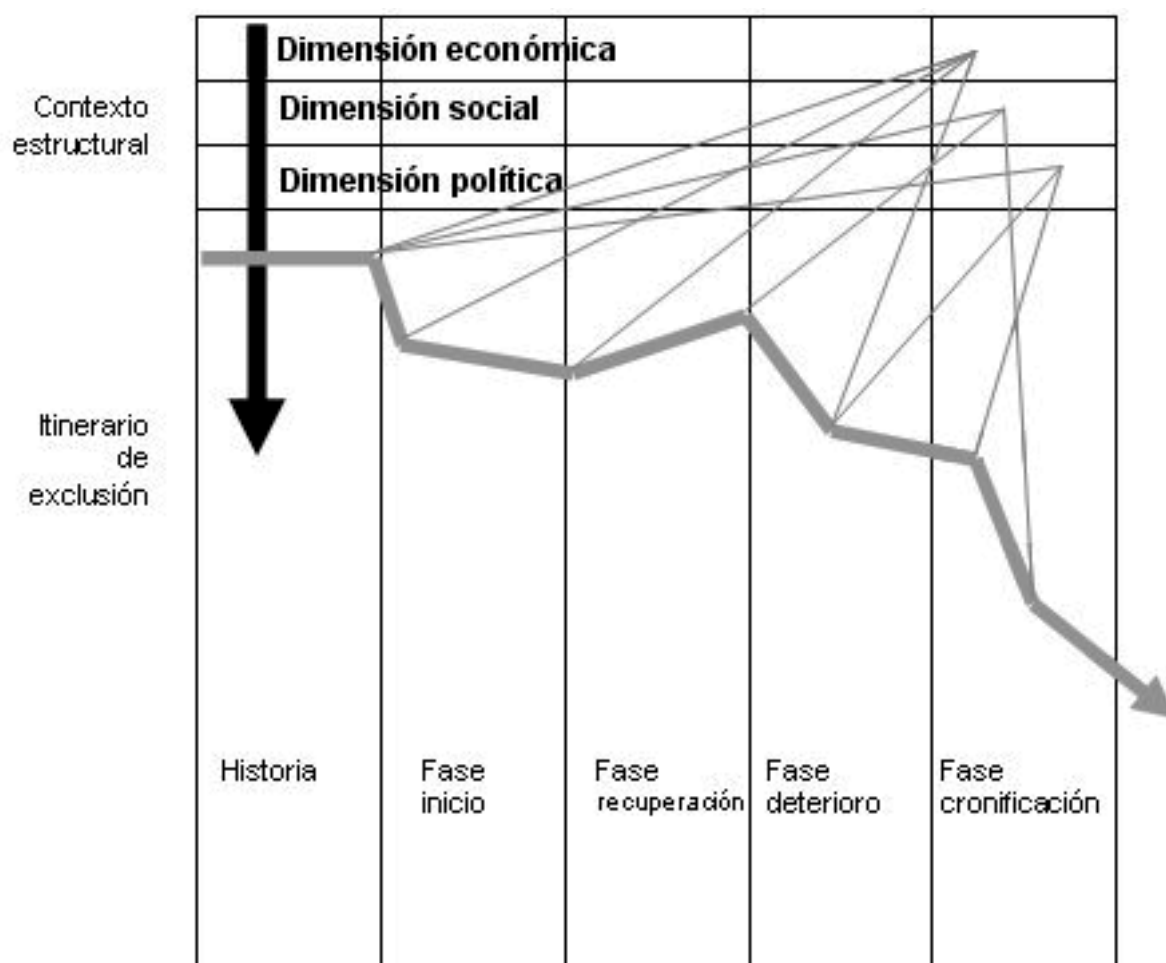 Dimensión económica
Contexto
estructural
Dimensión social
Dimensión política
Itinerario
de
exclusión
Historia
Fase
inicio
Fase
recuperación
Fase
deterioro
Fase
cronificación